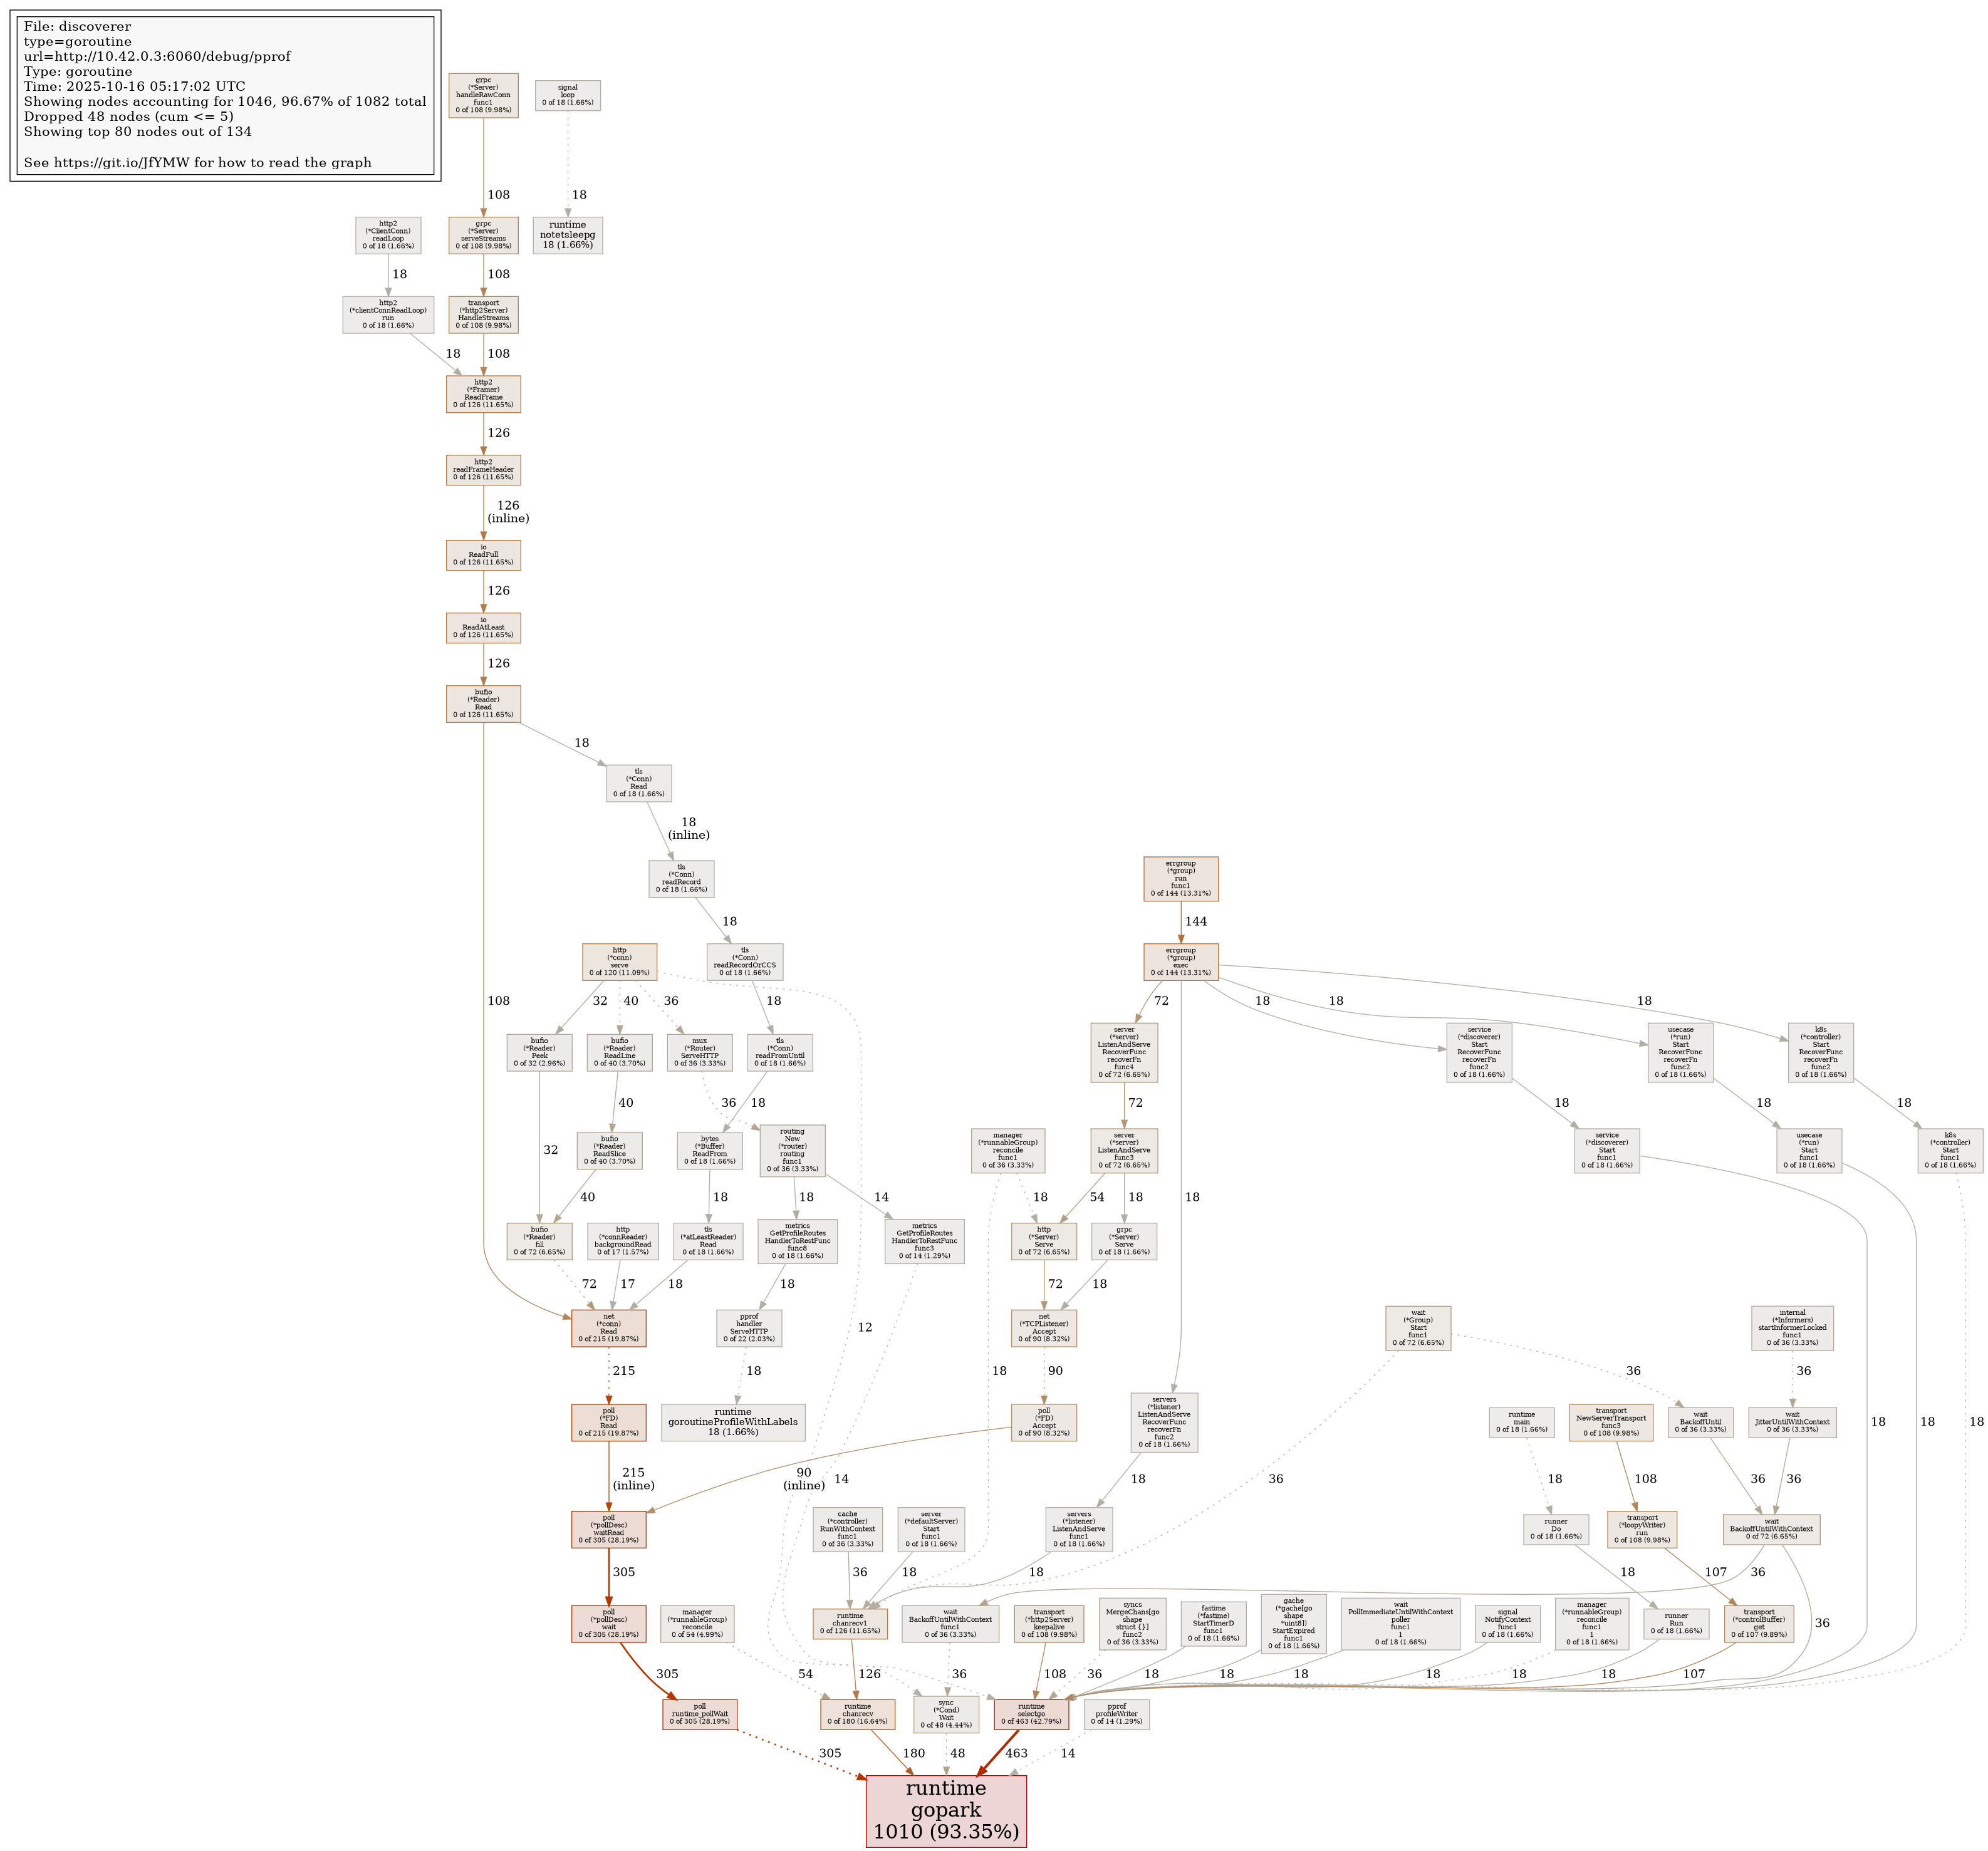 File: discoverer
type=goroutine
url=http://10.42.0.3:6060/debug/pprof
Type: goroutine
Time: 2025-10-16 05:17:02 UTC
Showing nodes accounting for 1046, 96.67% of 1082 total
Dropped 48 nodes (cum <= 5)
Showing top 80 nodes out of 134
See https://git.io/JfYMW for how to read the graph
grpc
(*Server)
handleRawConn
func1
0 of 108 (9.98%)
signal
loop
0 of 18 (1.66%)
108
18
http2
(*ClientConn)
readLoop
0 of 18 (1.66%)
grpc
(*Server)
serveStreams
0 of 108 (9.98%)
runtime
notetsleepg
18 (1.66%)
18
108
http2
(*clientConnReadLoop)
run
0 of 18 (1.66%)
transport
(*http2Server)
HandleStreams
0 of 108 (9.98%)
18
108
http2
(*Framer)
ReadFrame
0 of 126 (11.65%)
126
http2
readFrameHeader
0 of 126 (11.65%)
126
(inline)
io
ReadFull
0 of 126 (11.65%)
126
io
ReadAtLeast
0 of 126 (11.65%)
126
bufio
(*Reader)
Read
0 of 126 (11.65%)
18
tls
(*Conn)
Read
0 of 18 (1.66%)
18
(inline)
tls
(*Conn)
readRecord
0 of 18 (1.66%)
errgroup
(*group)
run
func1
0 of 144 (13.31%)
18
144
http
(*conn)
serve
0 of 120 (11.09%)
tls
(*Conn)
readRecordOrCCS
0 of 18 (1.66%)
errgroup
(*group)
exec
0 of 144 (13.31%)
108
32
40
36
18
72
18
18
18
bufio
(*Reader)
Peek
0 of 32 (2.96%)
bufio
(*Reader)
ReadLine
0 of 40 (3.70%)
mux
(*Router)
ServeHTTP
0 of 36 (3.33%)
tls
(*Conn)
readFromUntil
0 of 18 (1.66%)
server
(*server)
ListenAndServe
RecoverFunc
recoverFn
func4
0 of 72 (6.65%)
service
(*discoverer)
Start
RecoverFunc
recoverFn
func2
0 of 18 (1.66%)
usecase
(*run)
Start
RecoverFunc
recoverFn
func2
0 of 18 (1.66%)
k8s
(*controller)
Start
RecoverFunc
recoverFn
func2
0 of 18 (1.66%)
40
36
18
72
18
18
18
32
bufio
(*Reader)
ReadSlice
0 of 40 (3.70%)
bytes
(*Buffer)
ReadFrom
0 of 18 (1.66%)
routing
New
(*router)
routing
func1
0 of 36 (3.33%)
manager
(*runnableGroup)
reconcile
func1
0 of 36 (3.33%)
server
(*server)
ListenAndServe
func3
0 of 72 (6.65%)
service
(*discoverer)
Start
func1
0 of 18 (1.66%)
usecase
(*run)
Start
func1
0 of 18 (1.66%)
k8s
(*controller)
Start
func1
0 of 18 (1.66%)
40
18
18
14
18
54
18
18
bufio
(*Reader)
fill
0 of 72 (6.65%)
http
(*connReader)
backgroundRead
0 of 17 (1.57%)
tls
(*atLeastReader)
Read
0 of 18 (1.66%)
metrics
GetProfileRoutes
HandlerToRestFunc
func8
0 of 18 (1.66%)
metrics
GetProfileRoutes
HandlerToRestFunc
func3
0 of 14 (1.29%)
http
(*Server)
Serve
0 of 72 (6.65%)
grpc
(*Server)
Serve
0 of 18 (1.66%)
72
17
18
18
72
18
net
(*conn)
Read
0 of 215 (19.87%)
pprof
handler
ServeHTTP
0 of 22 (2.03%)
12
net
(*TCPListener)
Accept
0 of 90 (8.32%)
wait
(*Group)
Start
func1
0 of 72 (6.65%)
internal
(*Informers)
startInformerLocked
func1
0 of 36 (3.33%)
215
18
18
90
36
36
poll
(*FD)
Read
0 of 215 (19.87%)
runtime
goroutineProfileWithLabels
18 (1.66%)
poll
(*FD)
Accept
0 of 90 (8.32%)
servers
(*listener)
ListenAndServe
RecoverFunc
recoverFn
func2
0 of 18 (1.66%)
runtime
main
0 of 18 (1.66%)
transport
NewServerTransport
func3
0 of 108 (9.98%)
wait
BackoffUntil
0 of 36 (3.33%)
wait
JitterUntilWithContext
0 of 36 (3.33%)
18
18
18
215
(inline)
90
(inline)
14
18
36
18
108
36
36
poll
(*pollDesc)
waitRead
0 of 305 (28.19%)
cache
(*controller)
RunWithContext
func1
0 of 36 (3.33%)
server
(*defaultServer)
Start
func1
0 of 18 (1.66%)
servers
(*listener)
ListenAndServe
func1
0 of 18 (1.66%)
runner
Do
0 of 18 (1.66%)
transport
(*loopyWriter)
run
0 of 108 (9.98%)
wait
BackoffUntilWithContext
0 of 72 (6.65%)
305
36
18
18
18
107
36
poll
(*pollDesc)
wait
0 of 305 (28.19%)
manager
(*runnableGroup)
reconcile
0 of 54 (4.99%)
runtime
chanrecv1
0 of 126 (11.65%)
wait
BackoffUntilWithContext
func1
0 of 36 (3.33%)
transport
(*http2Server)
keepalive
0 of 108 (9.98%)
syncs
MergeChans[go
shape
struct {}]
func2
0 of 36 (3.33%)
fastime
(*fastime)
StartTimerD
func1
0 of 18 (1.66%)
gache
(*gache[go
shape
*uint8])
StartExpired
func1
0 of 18 (1.66%)
wait
PollImmediateUntilWithContext
poller
func1
1
0 of 18 (1.66%)
signal
NotifyContext
func1
0 of 18 (1.66%)
manager
(*runnableGroup)
reconcile
func1
1
0 of 18 (1.66%)
runner
Run
0 of 18 (1.66%)
transport
(*controlBuffer)
get
0 of 107 (9.89%)
36
305
54
126
36
108
36
18
18
18
18
18
18
107
poll
runtime_pollWait
0 of 305 (28.19%)
runtime
chanrecv
0 of 180 (16.64%)
sync
(*Cond)
Wait
0 of 48 (4.44%)
runtime
selectgo
0 of 463 (42.79%)
pprof
profileWriter
0 of 14 (1.29%)
305
180
48
463
14
runtime
gopark
1010 (93.35%)